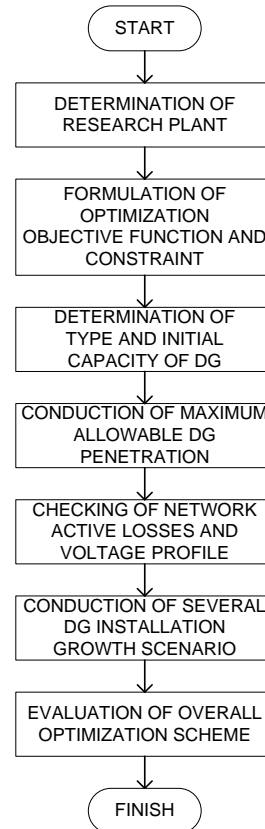 START
DETERMINATION OF
RESEARCH PLANT
FORMULATION OF
OPTIMIZATION
OBJECTIVE FUNCTION AND
CONSTRAINT
DETERMINATION OF
TYPE AND INITIAL
CAPACITY OF DG
CONDUCTION OF MAXIMUM
ALLOWABLE DG
PENETRATION
CHECKING OF NETWORK
ACTIVE LOSSES AND
VOLTAGE PROFILE
CONDUCTION OF SEVERAL
DG INSTALLATION
GROWTH SCENARIO
EVALUATION OF OVERALL
OPTIMIZATION SCHEME
FINISH